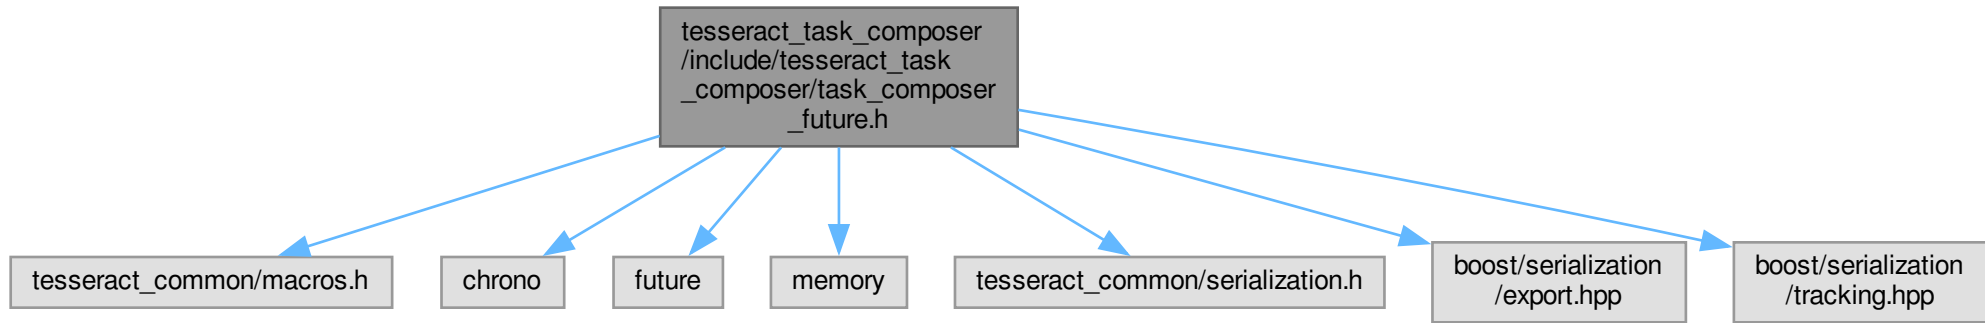 tesseract_task_composer
/include/tesseract_task
_composer/task_composer
_future.h
tesseract_common/macros.h
chrono
future
memory
tesseract_common/serialization.h
boost/serialization
/export.hpp
boost/serialization
/tracking.hpp